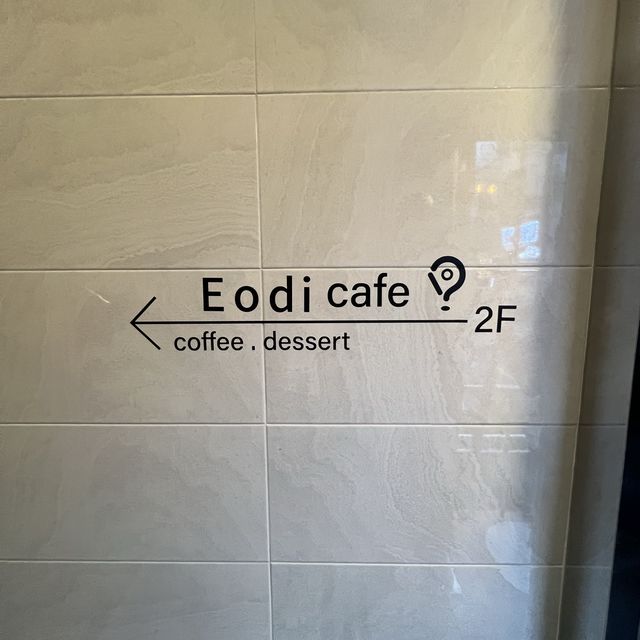 Eodi cafe
2F
coffee . dessert